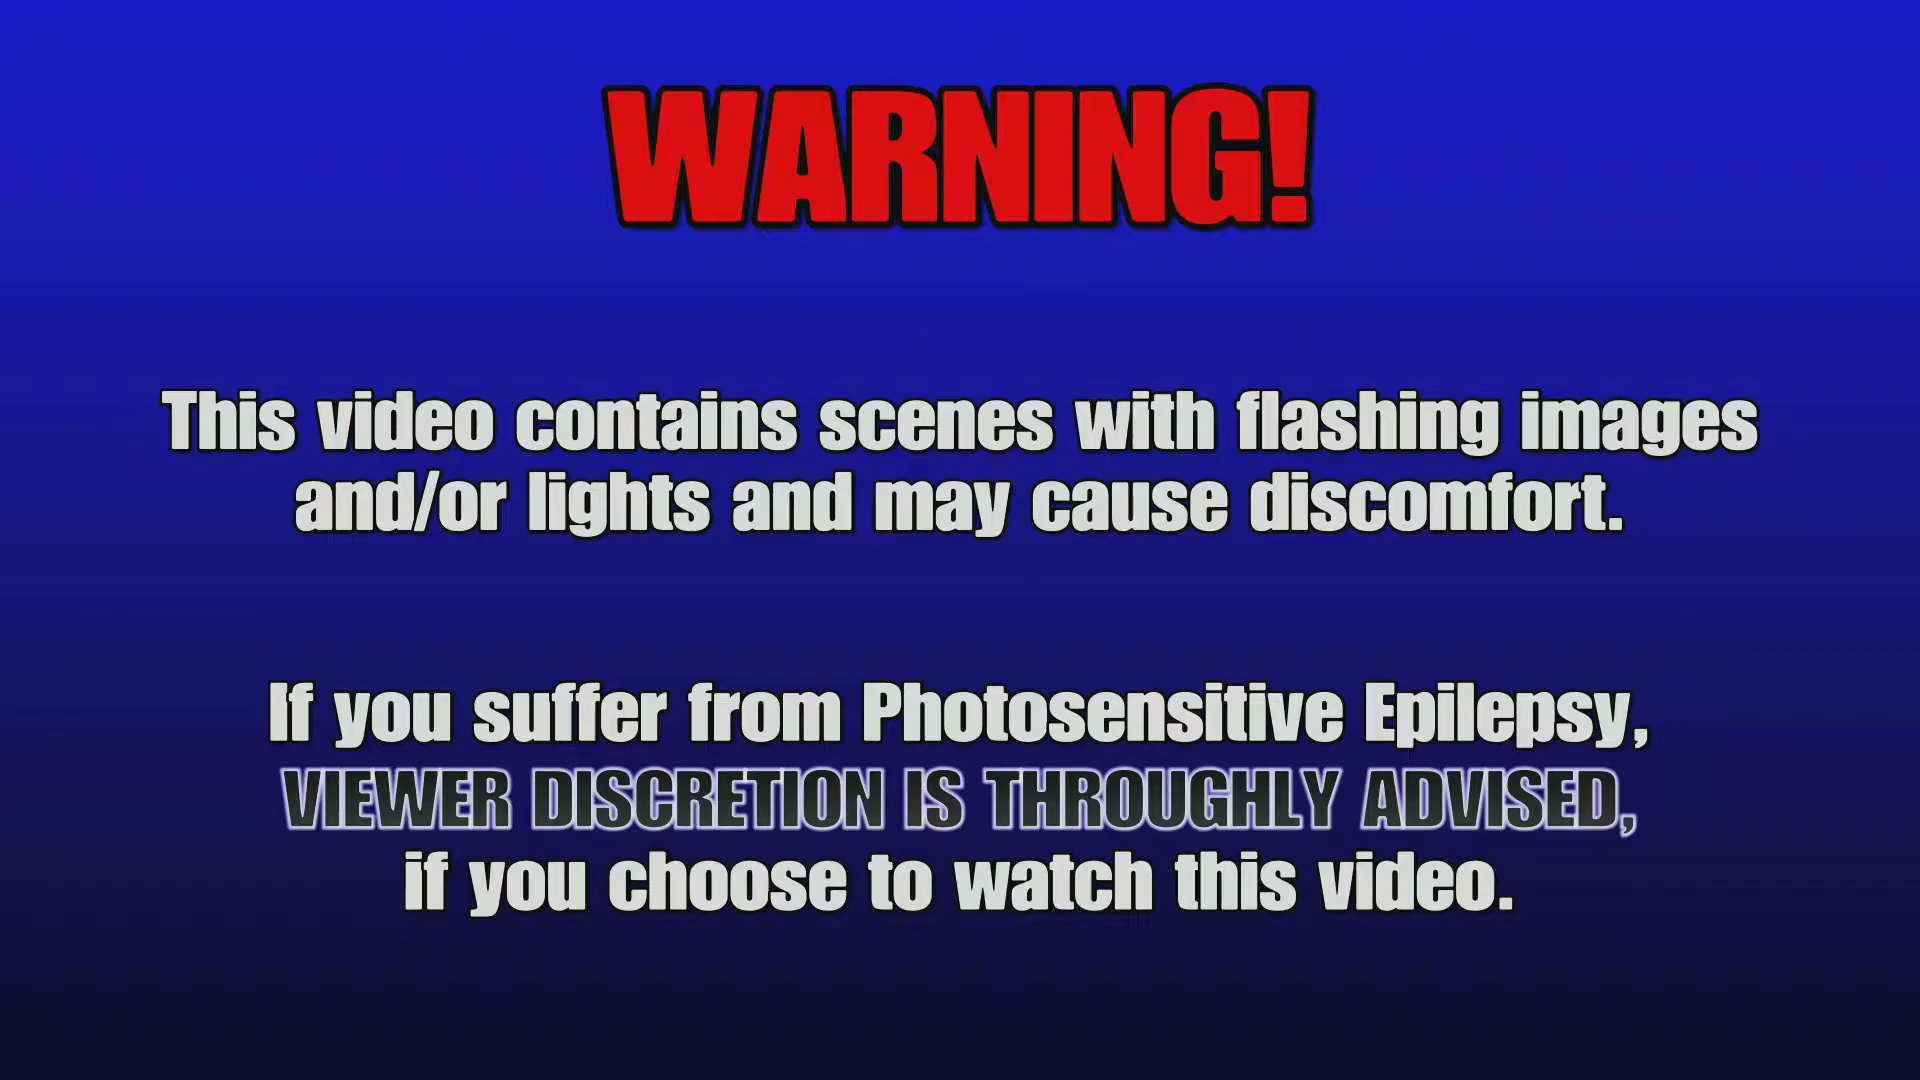 WARNING!
This video contains scenes with flashing images
and/or lights and may cause discomfort.
If you suffer from Photosensitive Epilepsy,
VIEWER DISCRETION IS THROUGHLY ADVISED,
if you choose to watch this video.